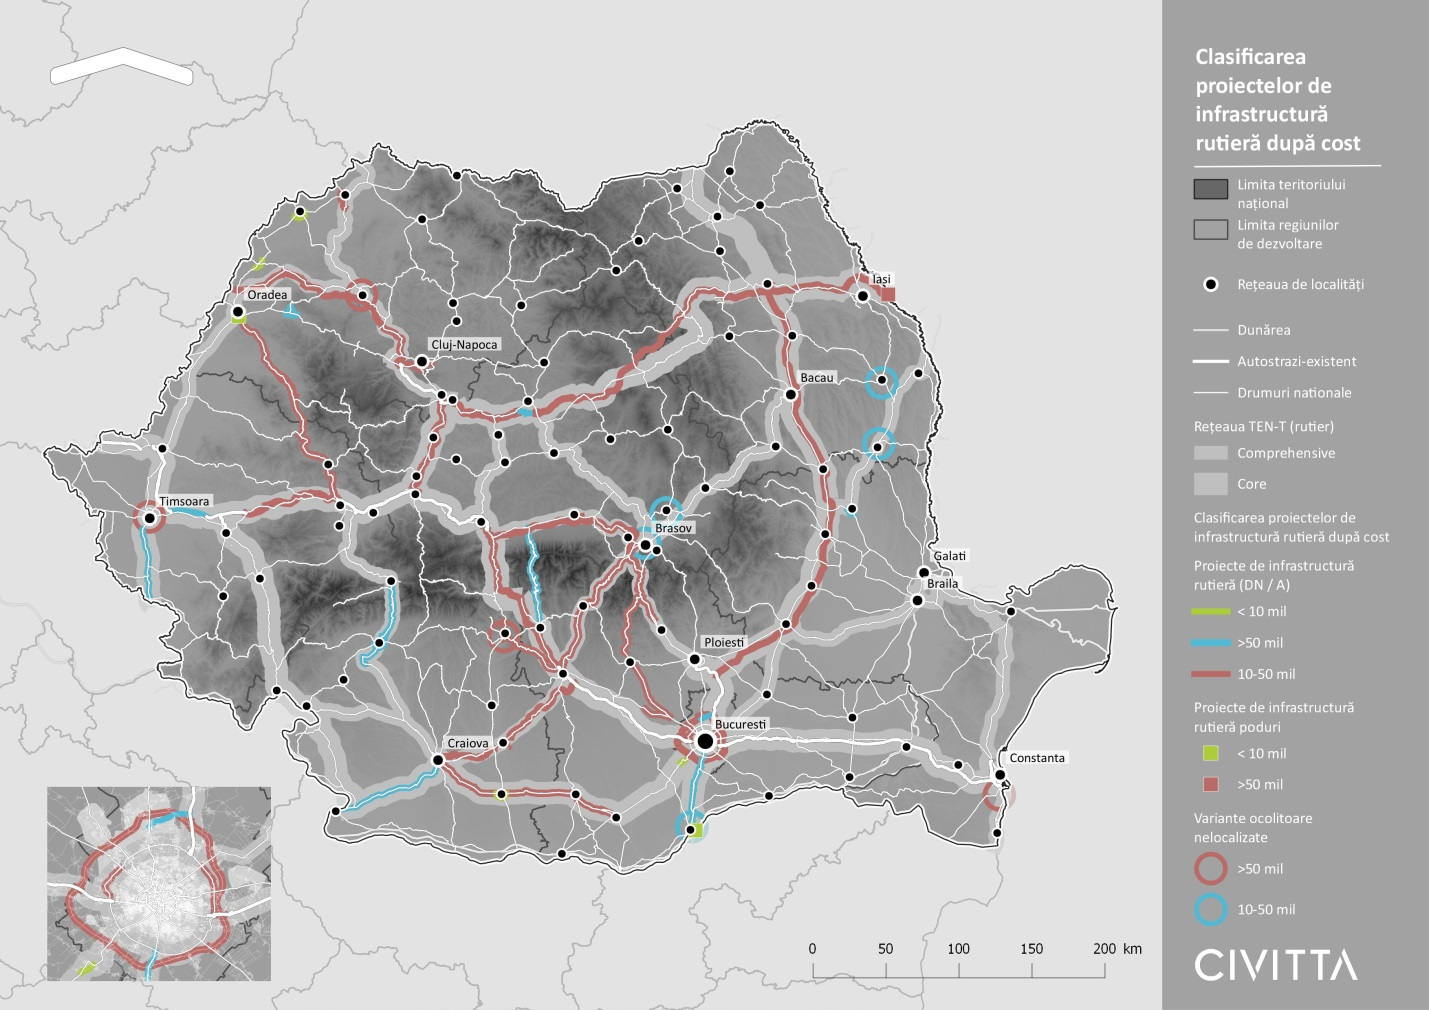 Clasificarea
proiectelor de
infrastructură
rutieră după cost
Limita teritoriului
național
Limita regiunilor
de dezvoltare
Rețeaua de localități
Dunărea
Autostrazi-existent
Drumuri naționale
Rețeaua TEN-T (rutier)
Comprehensive
Core
Clasificarea proiectelor de
infrastructură rutieră după cost
Proiecte de infrastructură
rutieră (DN / A)
< 10 mil
>50 mil
10-50 mil
Proiecte de infrastructură
rutieră poduri
< 10 mil
>50 mil
Variante ocolitoare
nelocalizate
>50 mil
10-50 mil
CIVITTA
Iași
Oradea
Cluj-Napoca
Bacau
Timsoara
Brasov
Galati
Braila
Ploiesti
Bucuresti
Craiova
Constanta
0 50 100 150 200 km